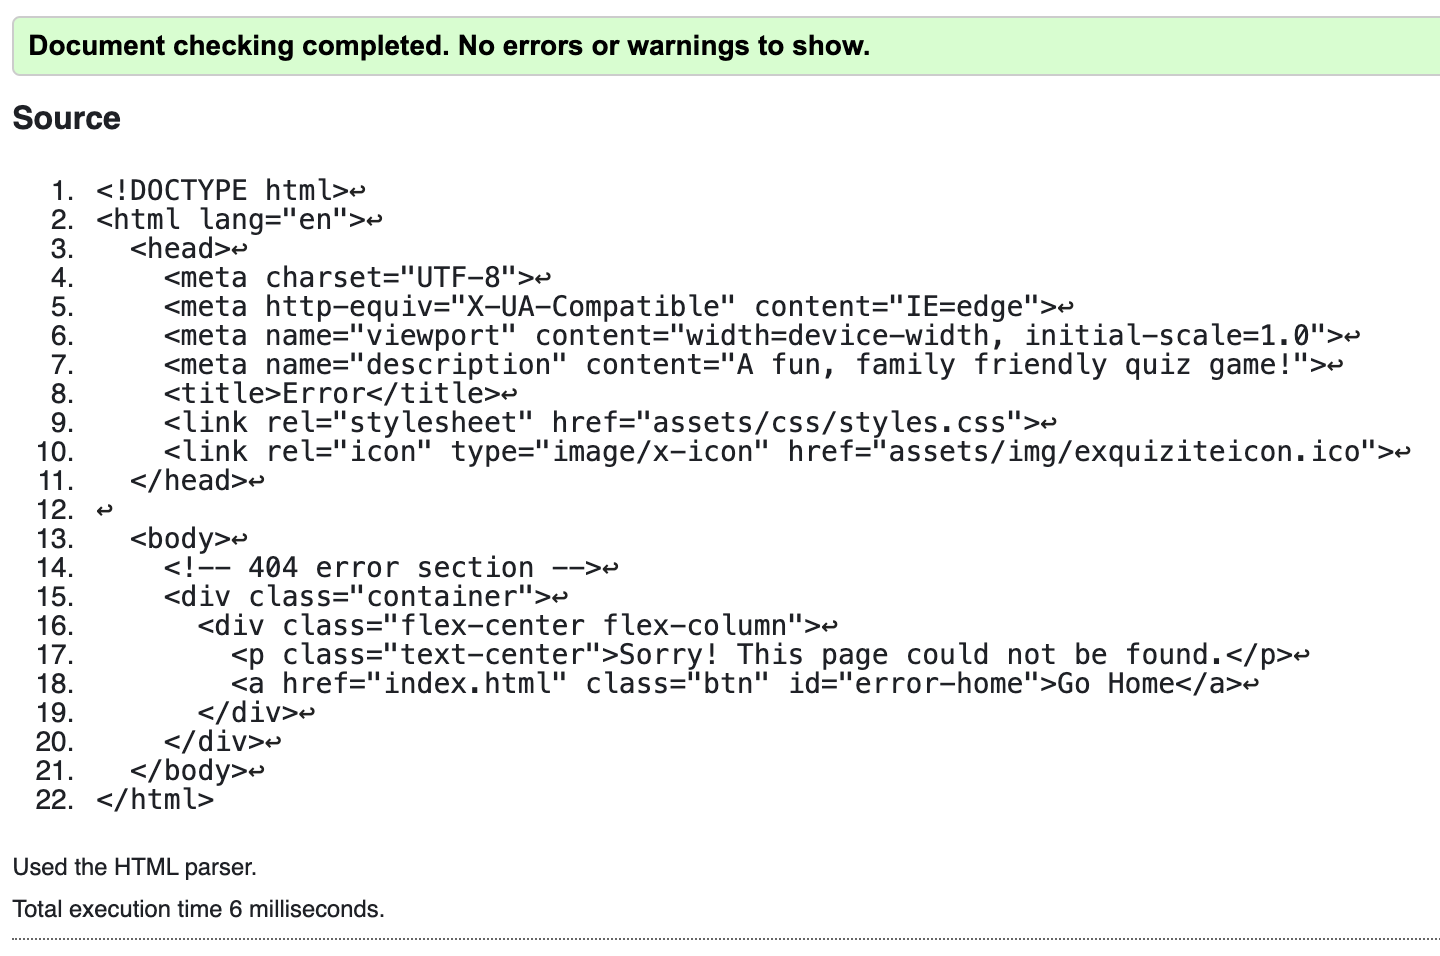 Document checking completed. No errors or warnings to show.
Source
1. <!DOCTYPE html>↩
2. <html lang="en">↩
3.   <head>↩
4.     <meta charset="UTF-8">↩
5.     <meta http-equiv="X-UA-Compatible" content="IE=edge">↩
6.     <meta name="viewport" content="width=device-width, initial-scale=1.0">↩
7.     <meta name="description" content="A fun, family friendly quiz game!">↩
8.     <title>Error</title>↩
9.     <link rel="stylesheet" href="assets/css/styles.css">↩
10.     <link rel="icon" type="image/x-icon" href="assets/img/exquiziteicon.ico">↩
11.   </head>↩
12. ↩
13.   <body>↩
14.     <!-- 404 error section -->↩
15.     <div class="container">↩
16.       <div class="flex-center flex-column">↩
17.         <p class="text-center">Sorry! This page could not be found.</p>↩
18.         <a href="index.html" class="btn" id="error-home">Go Home</a>↩
19.       </div>↩
20.     </div>↩
21.   </body>↩
22. </html>
Used the HTML parser.
Total execution time 6 milliseconds.